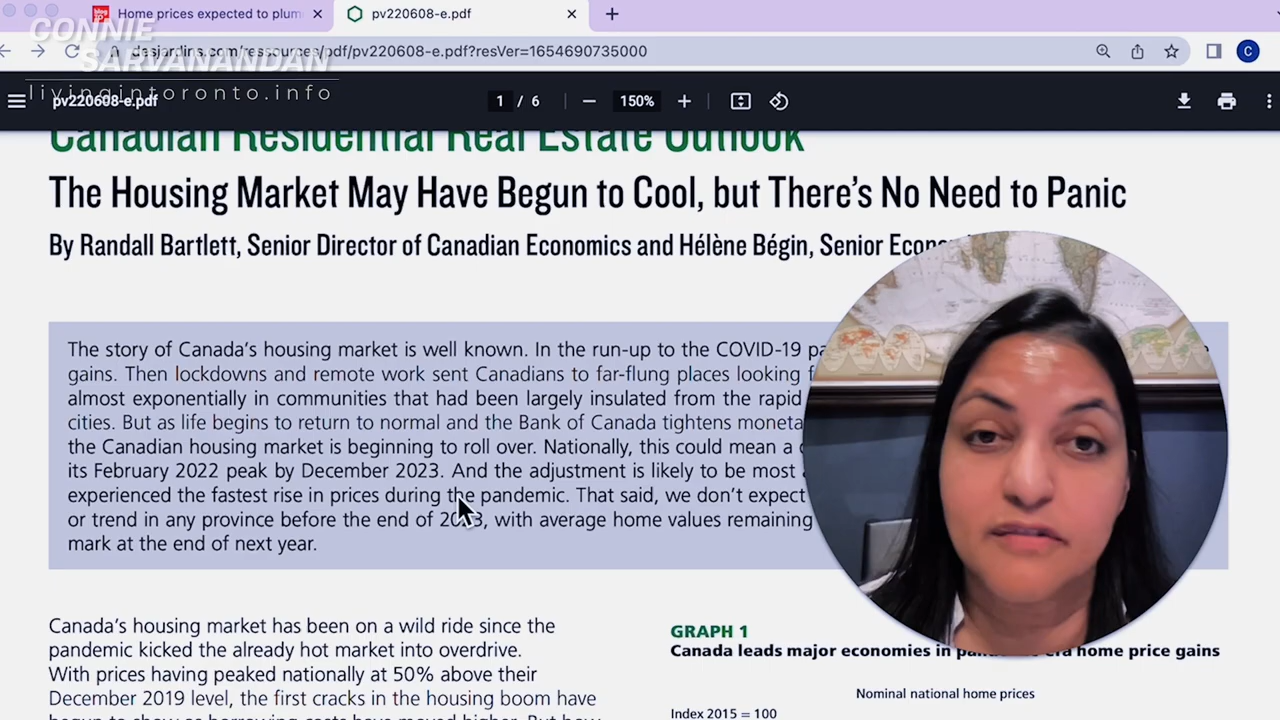 Home prices expected to plum
pv220608-e.pdf
CONNIE
SARVANANDAN
livingintoronto.info
desjardins.com/ressources/pdf/pv220608-e.pdf?resVer=1654690735000
C
pv220608-e.pdf
1 / 6
150%
Canadian Residential Real Estate Outlook
The Housing Market May Have Begun to Cool, but There's No Need to Panic
By Randall Bartlett, Senior Director of Canadian Economics and Hélène Bégin, Senior
The story of Canada's housing market is well known. In the run-up to the COVID-19
gains. Then lockdowns and remote work sent Canadians to far-flung places looking
almost exponentially in communities that had been largely insulated from the rapid
cities. But as life begins to return to normal and the Bank of Canada tightens
the Canadian housing market is beginning to roll over. Nationally, this could mean a
its February 2022 peak by December 2023. And the adjustment is likely to be most
experienced the fastest rise in prices during the pandemic. That said, we don't expect
or trend in any province before the end of 2023, with average home values remaining
mark at the end of next year.
Canada's housing market has been on a wild ride since the
pandemic kicked the already hot market into overdrive.
With prices having peaked nationally at 50% above their
December 2019 level, the first cracks in the housing boom have
GRAPH 1
Canada leads major economies in pandemic era home price gains
Nominal national home prices
Index 2015 = 100